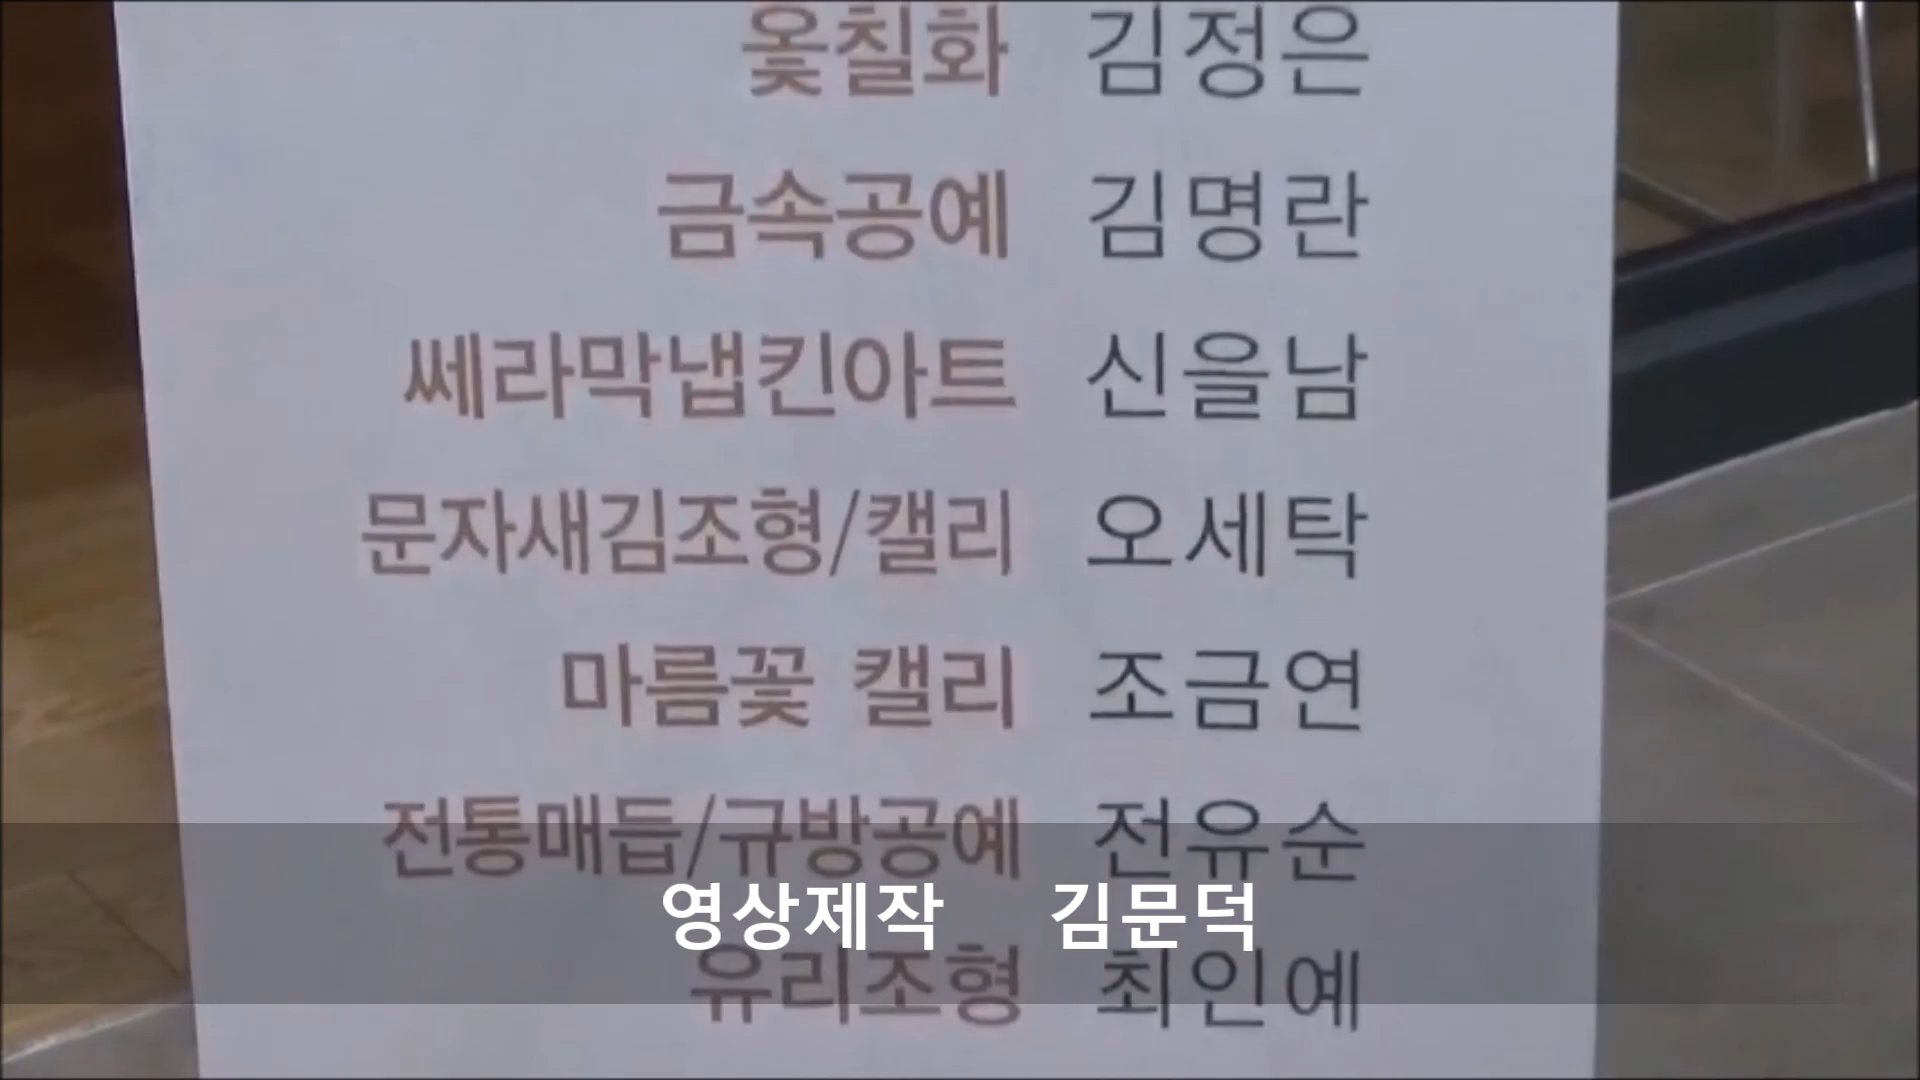 옻칠화 김정은
금속공예 김명란
쎄라믹냅킨아트 신을남
문자새김조형/캘리 오세탁
마름꽃 캘리 조금연
전통매듭/규방공예 전유순
영상제작 김문덕
유리조형 최인예